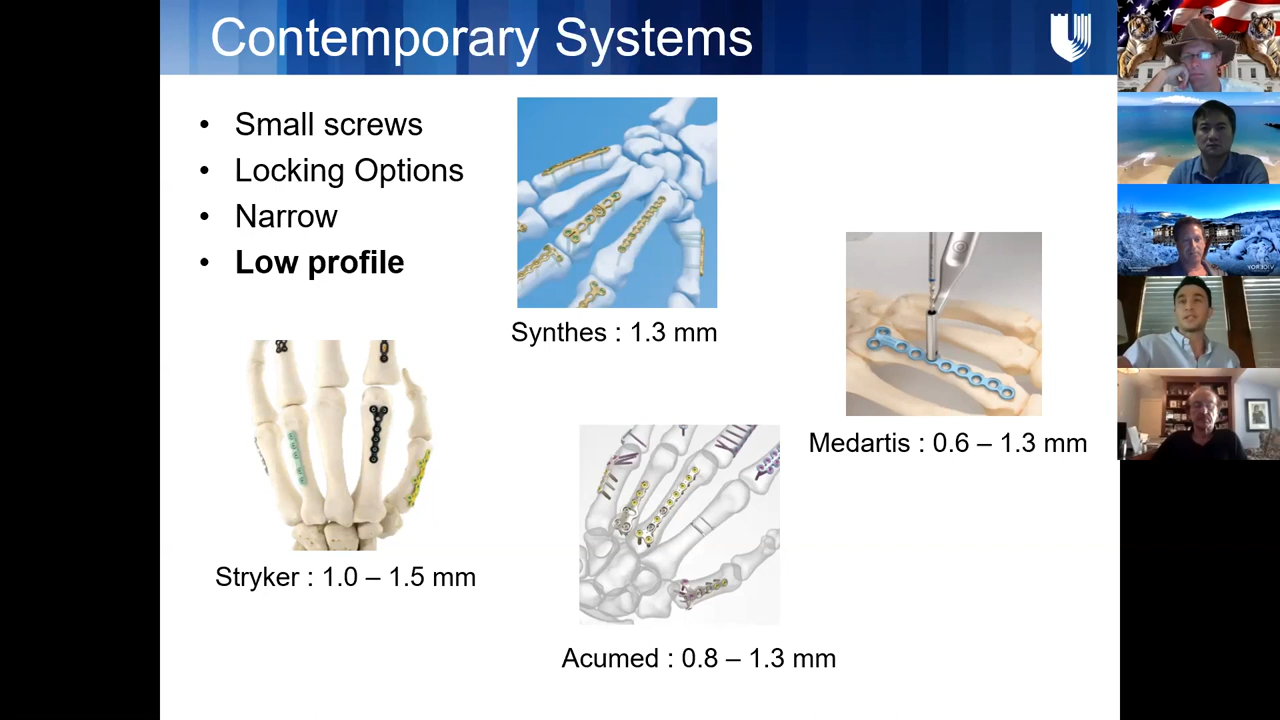 Contemporary Systems
• Small screws
• Locking Options
• Narrow
• Low profile
Synthes : 1.3 mm
Medartis : 0.6 – 1.3 mm
Stryker : 1.0 – 1.5 mm
Acumed : 0.8 – 1.3 mm